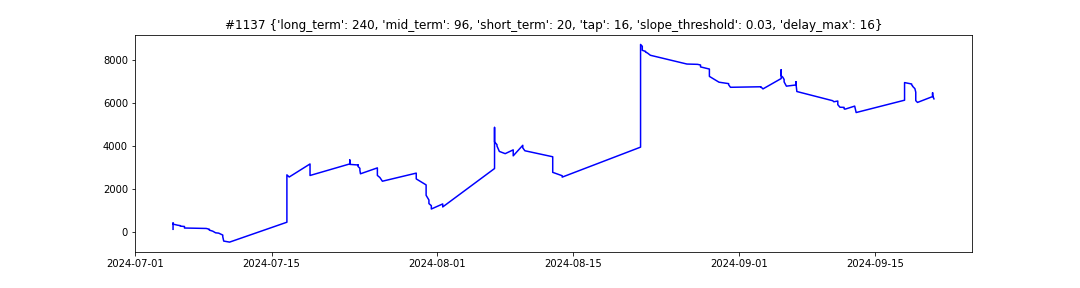 #1137 {'long_term': 240, 'mid_term': 96, 'short_term': 20, 'tap': 16, 'slope_threshold': 0.03, 'delay_max': 16}
8000
6000
4000
2000
0
2024-07-01 2024-07-15 2024-08-01 2024-08-15 2024-09-01 2024-09-15